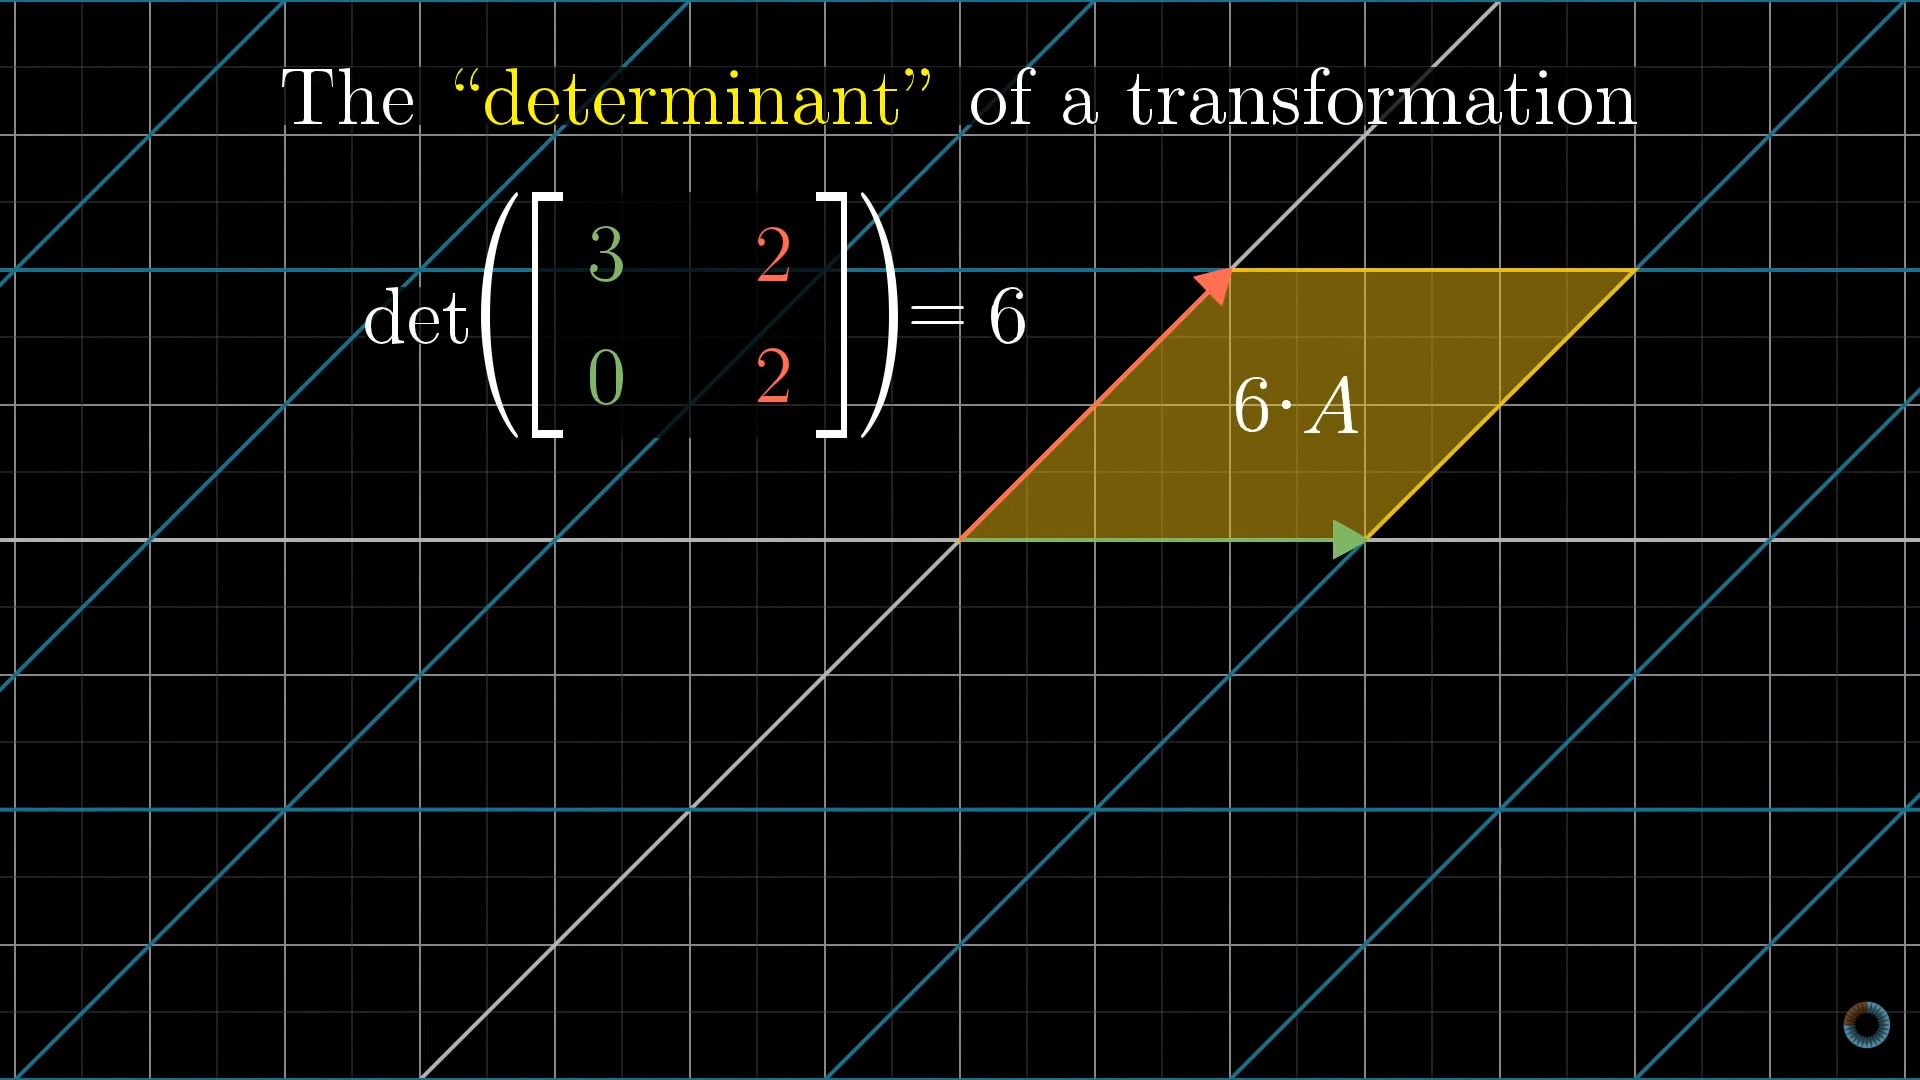 The “determinant” of a transformation
det([3 2
0 2]) = 6
6·A